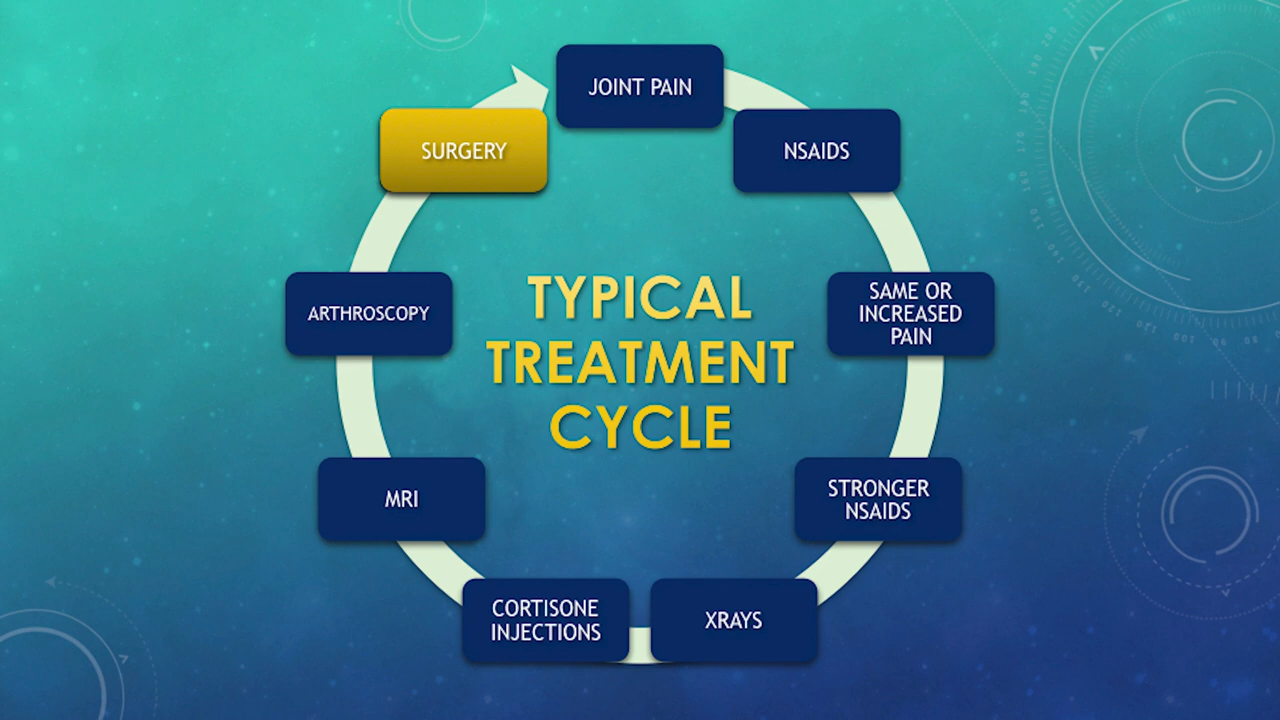 TYPICAL
TREATMENT
CYCLE
JOINT PAIN
NSAIDS
SAME OR
INCREASED
PAIN
STRONGER
NSAIDS
XRAYS
CORTISONE
INJECTIONS
MRI
ARTHROSCOPY
SURGERY